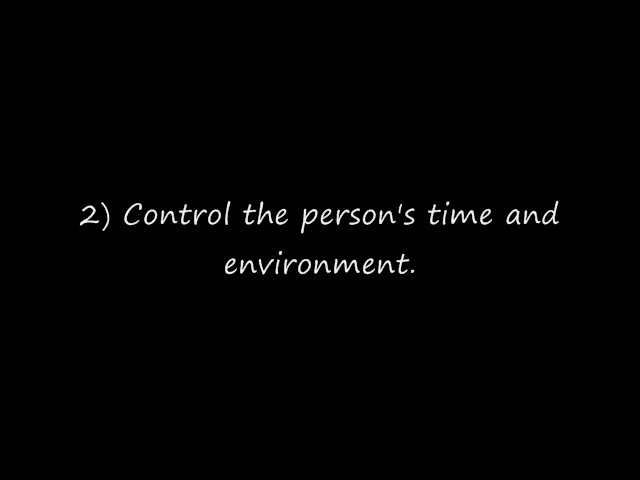 2) Control the person's time and
environment.